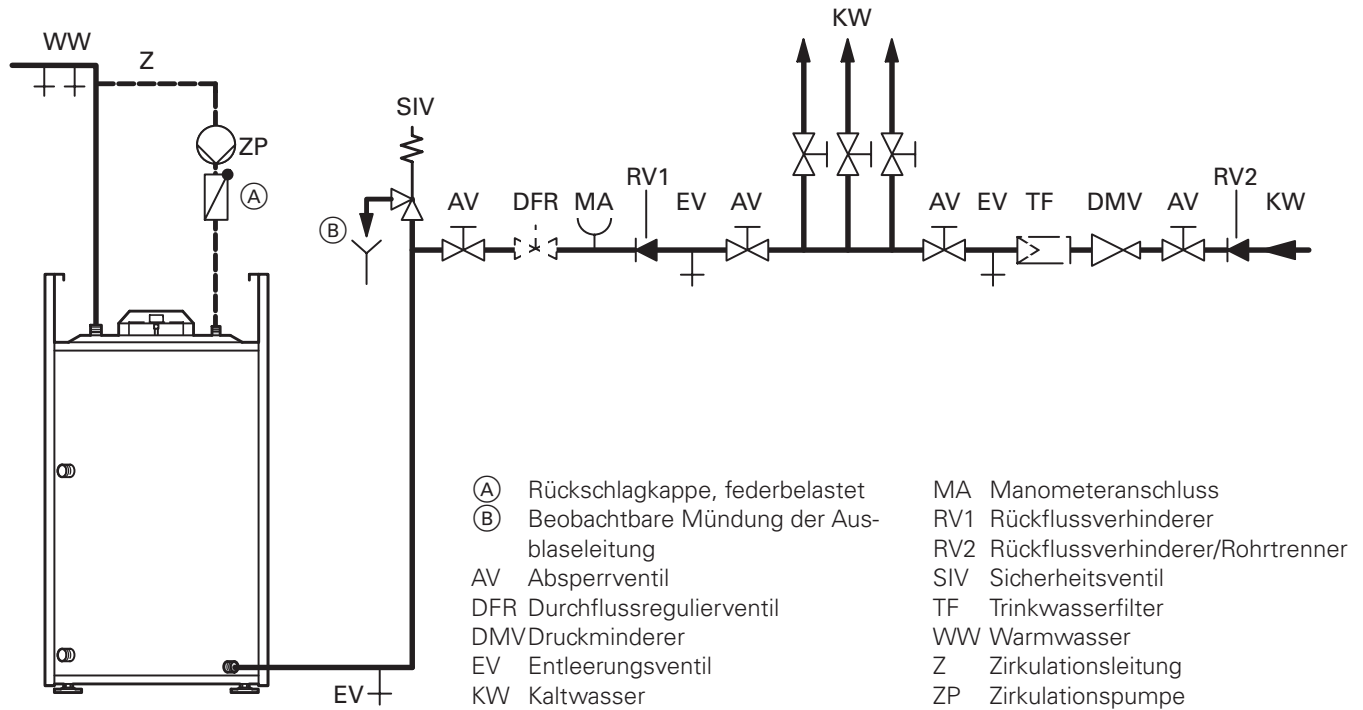 KW
WW
Z
SIV
ZP
A
RV1
RV2
AV DFR MA EV AV AV EV TF DMV AV KW
B
A Rückschlagkappe, federbelastet
B Beobachtbare Mündung der Aus-
blaseleitung
AV Absperrventil
DFR Durchflussregulierventil
DMV Druckminderer
EV Entleerungsventil
KW Kaltwasser
MA Manometeranschluss
RV1 Rückflussverhinderer
RV2 Rückflussverhinderer/Rohrtrenner
SIV Sicherheitsventil
TF Trinkwasserfilter
WW Warmwasser
Z Zirkulationsleitung
ZP Zirkulationspumpe
EV